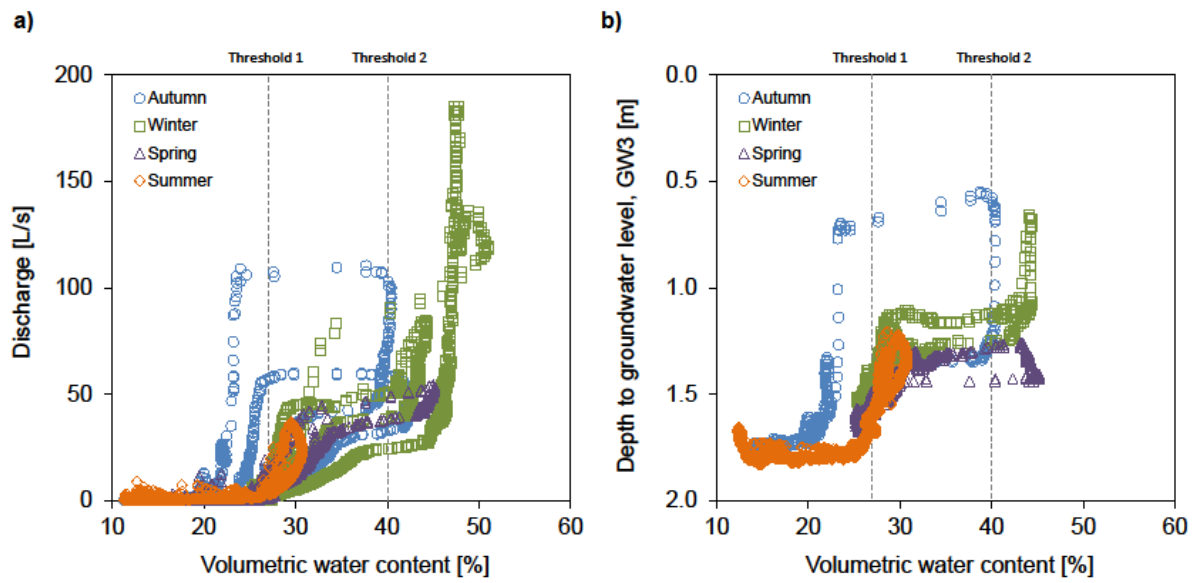 a)
Threshold 1 Threshold 2
200
150
100
50
0
Discharge [L/s]
Autumn
Winter
Spring
Summer
10 20 30 40 50 60
Volumetric water content [%]
b)
Threshold 1 Threshold 2
0.0
0.5
1.0
1.5
2.0
Depth to groundwater level, GW3 [m]
Autumn
Winter
Spring
Summer
10 20 30 40 50 60
Volumetric water content [%]